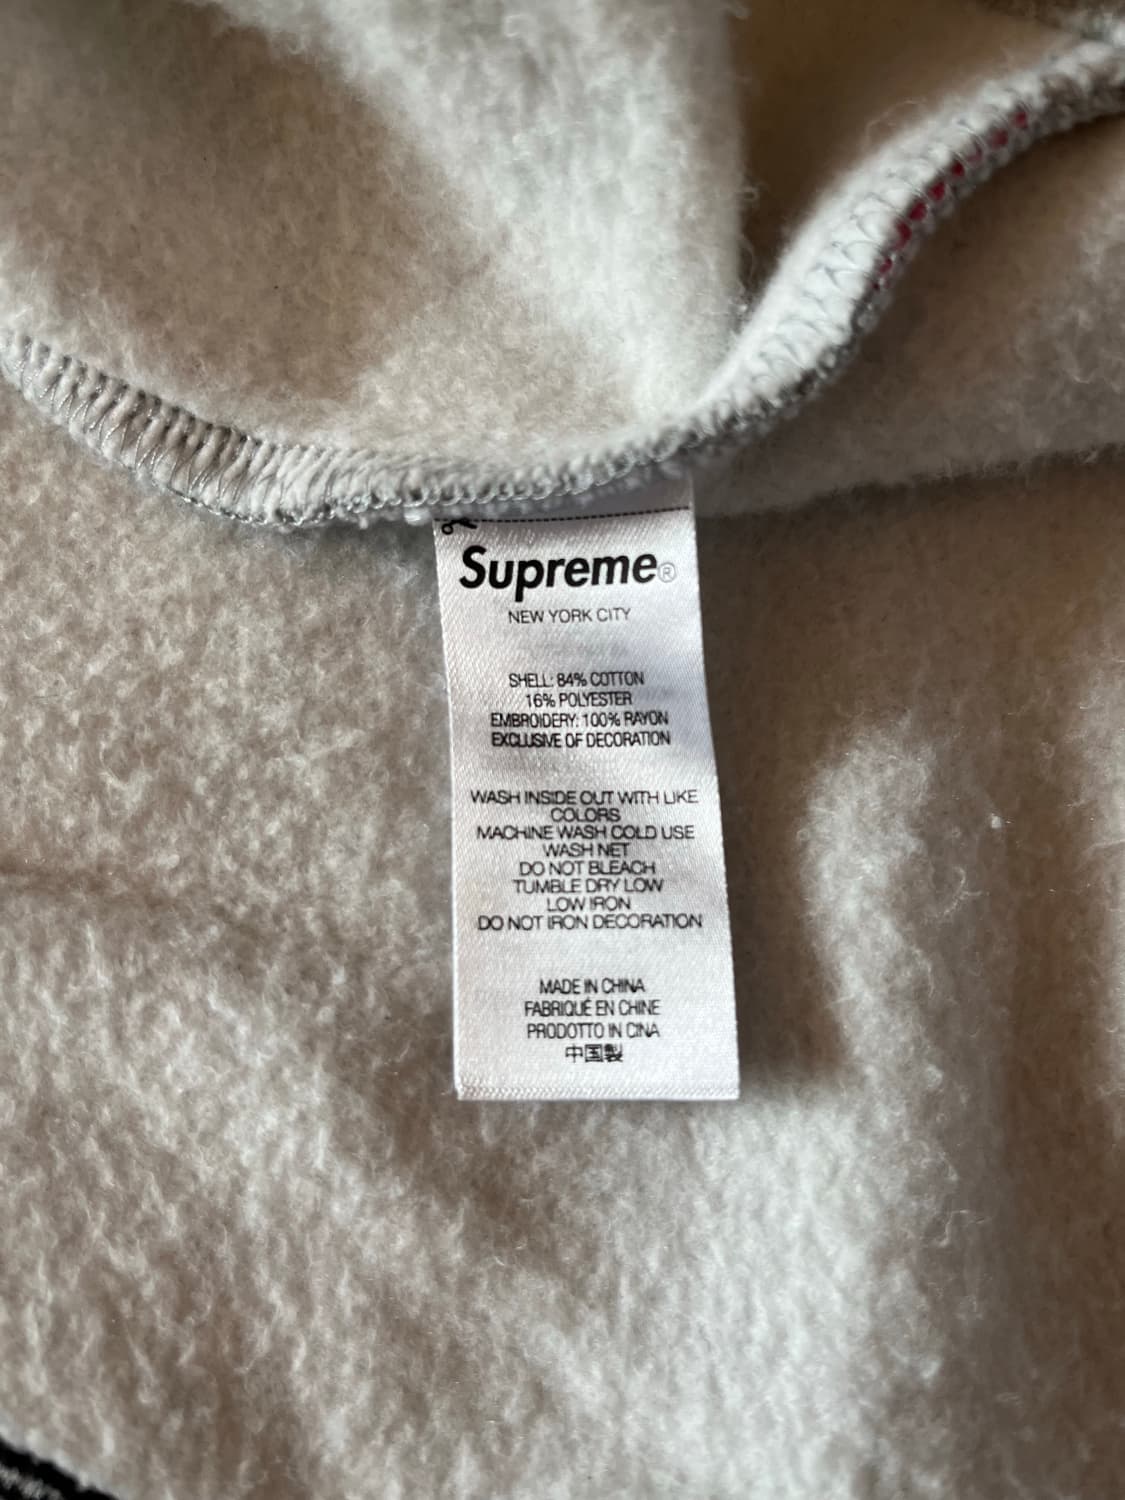 Supreme®
NEW YORK CITY
SHELL: 84% COTTON
16% POLYESTER
EMBROIDERY: 100% RAYON
EXCLUSIVE OF DECORATION
WASH INSIDE OUT WITH LIKE
COLORS
MACHINE WASH COLD USE
WASH NET
DO NOT BLEACH
TUMBLE DRY LOW
LOW IRON
DO NOT IRON DECORATION
MADE IN CHINA
FABRIQUÉ EN CHINE
PRODOTTO IN CINA
中国製